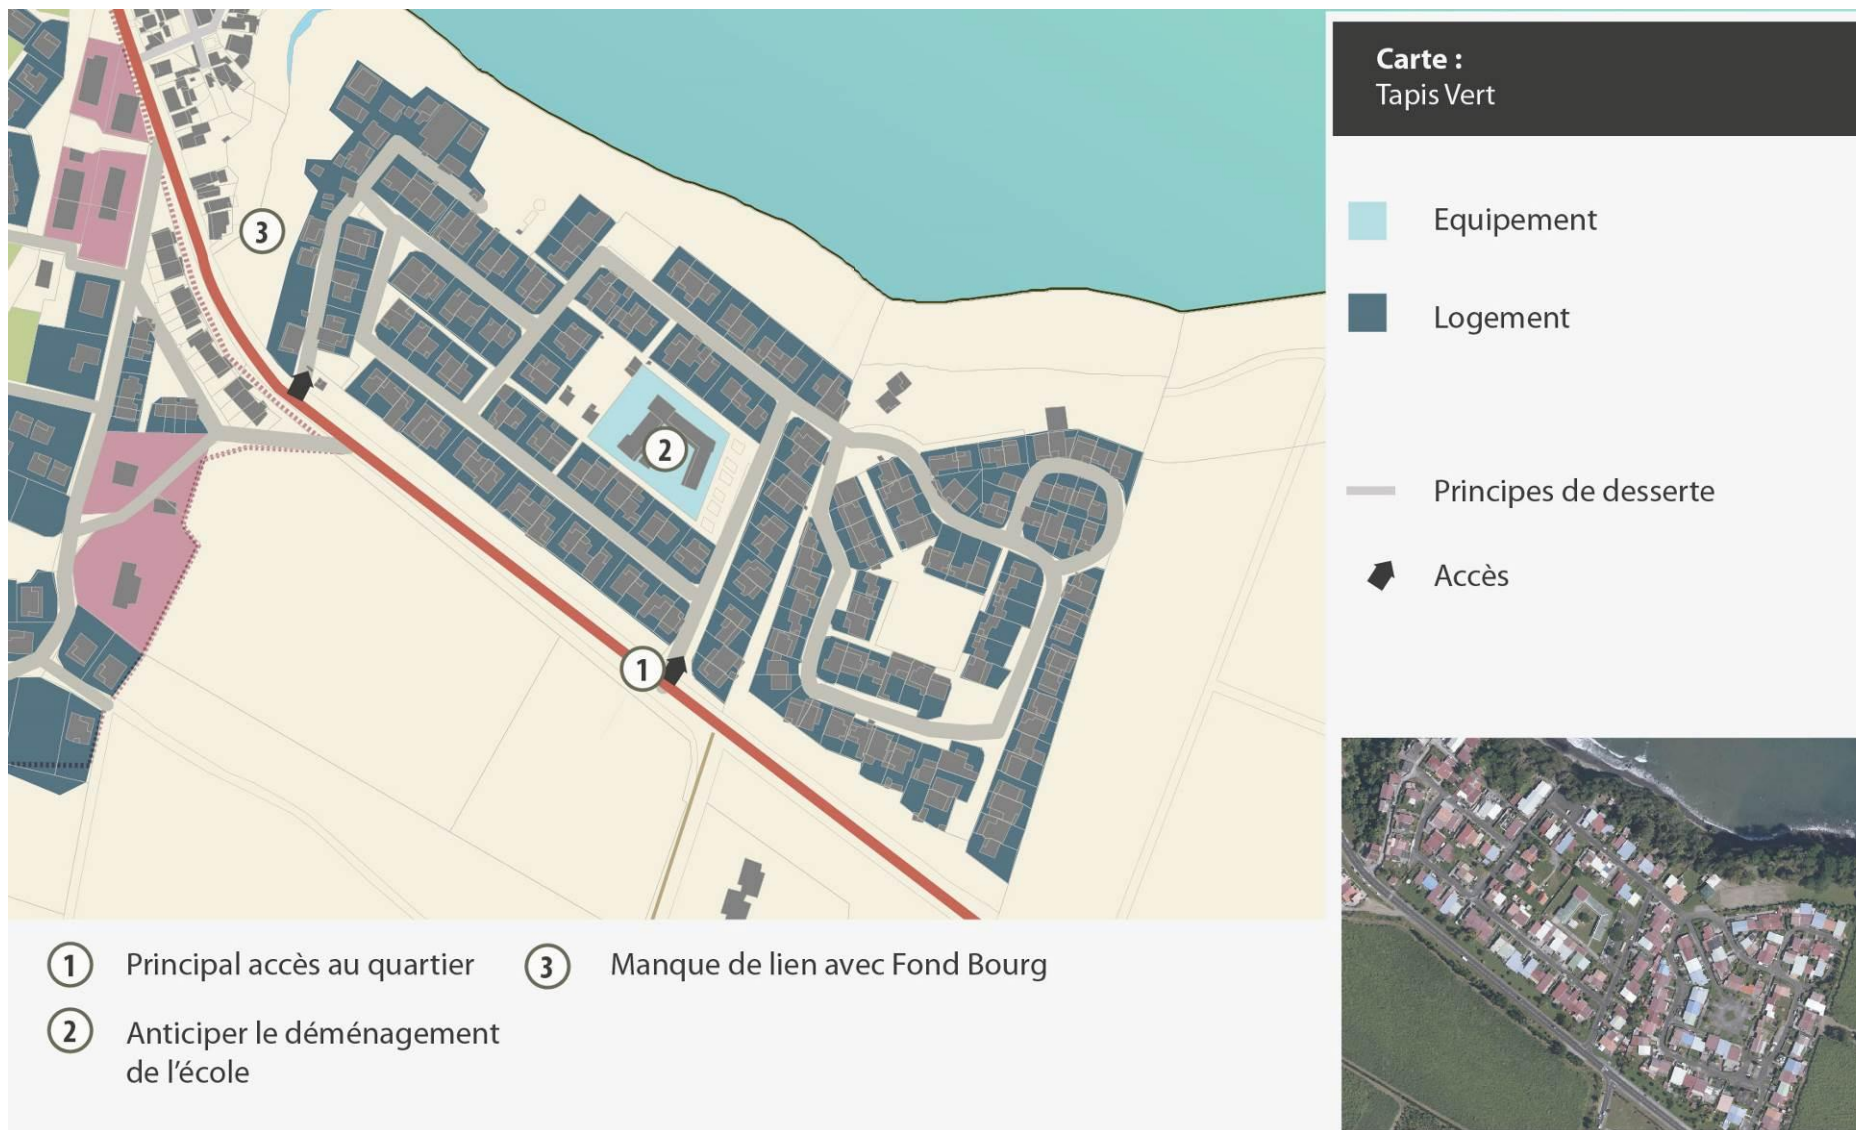 Carte :
Tapis Vert
Equipement
Logement
Principes de desserte
Accès
3
2
1
1 Principal accès au quartier
2 Anticiper le déménagement
de l'école
3 Manque de lien avec Fond Bourg